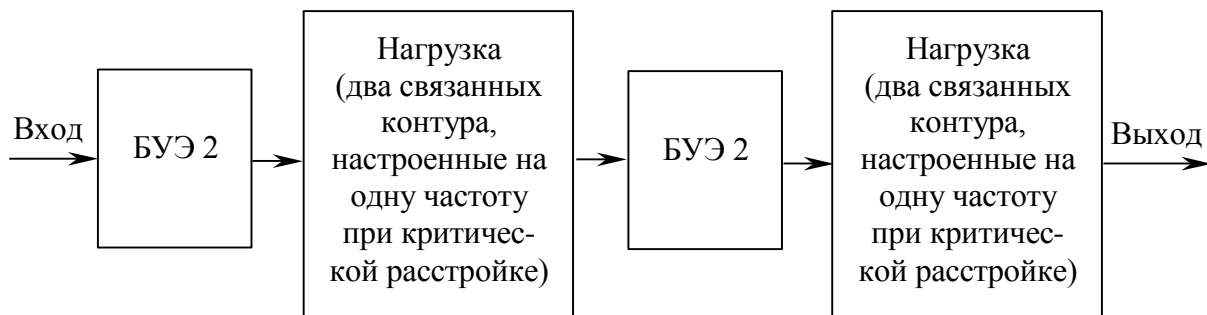 Вход
БУЭ 2
Нагрузка
(два связанных
контура,
настроенные на
одну частоту
при критичес-
кой расстройке)
БУЭ 2
Нагрузка
(два связанных
контура,
настроенные на
одну частоту
при критичес-
кой расстройке)
Выход